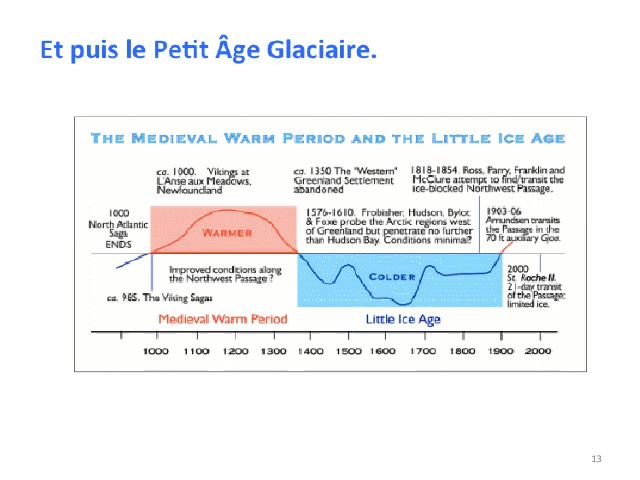 Et puis le Petit Âge Glaciaire.
THE MEDIEVAL WARM PERIOD AND THE LITTLE ICE AGE
ca. 1000. Vikings at
L'Anse aux Meadows,
Newfoundland
ca. 1350 The "Western"
Greenland Settlement
abandoned
1818-1854. Ross, Parry, Franklin and
McClure attempt to find/transit the
ice-blocked Northwest Passage.
1000
North Atlantic
Saga
ENDS
WARMER
1576-1610. Frobisher, Hudson, Bylot
& Foxe probe the Arctic regions west
of Greenland but penetrate no further
than Hudson Bay. Conditions minimal?
1903-06
Amundsen transits
the Passage in the
70 ft auxiliary Gjoa.
Improved conditions along
the Northwest Passage?
COLDER
2000
St. Roche II.
21-day transit
of the Passage:
limited ice.
ca. 985. The Viking Sagas
Medieval Warm Period
Little Ice Age
1000 1100 1200 1300 1400 1500 1600 1700 1800 1900 2000
13